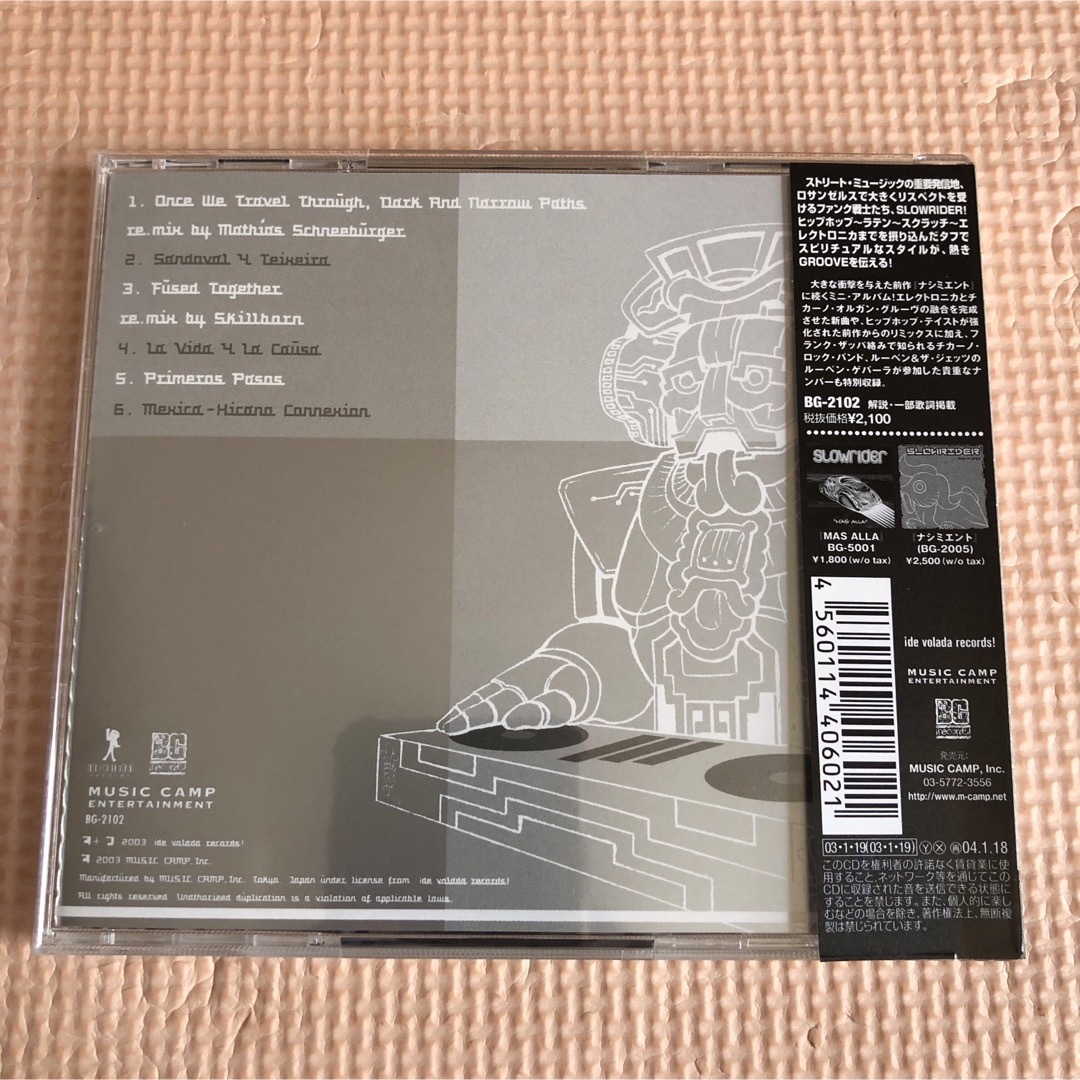 1. Once We Travel Through, Dark And Narrow Paths
re.mix by Mathias Schneebürger
2. Sandoval y Teixeira
3. Fused Together
re.mix by Skillborn
4. La Vida y La Causa
5. Primeros Pasos
6. Mexica-Xicana Connexion
BG
records!
MUSIC CAMP
ENTERTAINMENT
BG-2102
2003 ¡de volada records!
2003 MUSIC CAMP, Inc.
Manufactured by MUSIC CAMP, Inc. Tokyo, Japan under license from ¡de volada records!
All rights reserved. Unathorized duplication is a violation of applicable laws.
ストリート・ミュージックの重要発信地、
ロサンゼルスで大きくリスペクトを受
けるファンク戦士たち、SLOWRIDER!
ヒップホップ~ラテン~スクラッチ~エ
レクトロニカまでを摂り込んだタフで
スピリチュアルなスタイルが、熱き
GROOVEを伝える!
大きな衝撃を与えた前作『ナシミエント』
に続くミニ・アルバム!エレクトロニカとチ
カーノ・オルガン・グルーヴの融合を完成
させた新曲や、ヒップホップ・テイストが強
化された前作からのリミックスに加え、フ
ランク・ザッパ絡みで知られるチカーノ・
ロック・バンド、ルーベン&ザ・ジェッツの
ルーベン・ゲバーラが参加した貴重なナ
ンバーも特別収録。
BG-2102 解説・一部歌詞掲載
税抜価格¥2,100
SLOWrider
"MAS ALLA"
SLOWRIDER
[MAS ALLA]
BG-5001
¥1,800(w/o tax)
[ナシミエント]
(BG-2005)
¥2,500(w/o tax)
4 560114 406021
¡de volada records!
MUSIC CAMP
ENTERTAINMENT
BG
records!
発売元:
MUSIC CAMP, Inc.
03-5772-3556
http://www.m-camp.net
03・1・19(03・1・19) Ⓨ Ⓧ ㊢04.1.18
このCDを権利者の許諾なく賃貸業に使
用すること、ネットワーク等を通じてこの
CDに収録された音を送信できる状態に
することを禁じます。また、個人的に楽し
むなどの場合を除き、著作権法上、無断複
製は禁じられています。